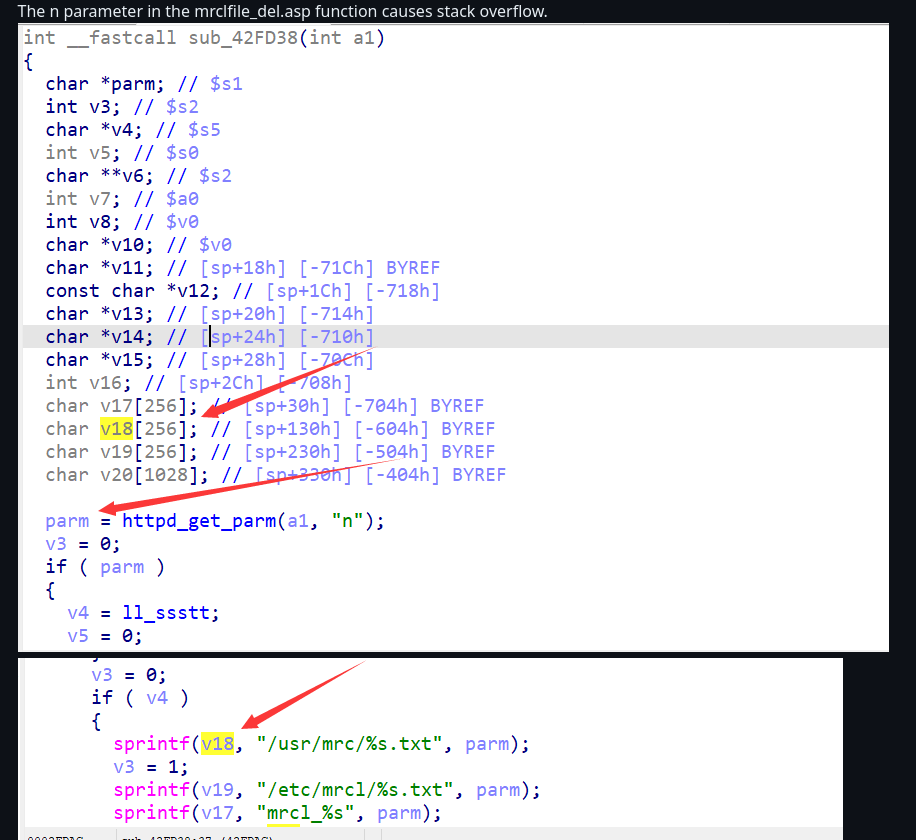 The n parameter in the mrclfile_del.asp function causes stack overflow.
int __fastcall sub_42FD38(int a1)
{
char *parm; // $s1
int v3; // $s2
char *v4; // $s5
int v5; // $s0
char **v6; // $s2
int v7; // $a0
int v8; // $v0
char *v10; // $v0
char *v11; // [sp+18h] [-71Ch] BYREF
const char *v12; // [sp+1Ch] [-718h]
char *v13; // [sp+20h] [-714h]
char *v14; // [sp+24h] [-710h]
char *v15; // [sp+28h] [-70Ch]
int v16; // [sp+2Ch] [-708h]
char v17[256]; // [sp+30h] [-704h] BYREF
char v18[256]; // [sp+130h] [-604h] BYREF
char v19[256]; // [sp+230h] [-504h] BYREF
char v20[1028]; // [sp+330h] [-404h] BYREF
parm = httpd_get_parm(a1, "n");
v3 = 0;
if ( parm )
{
v4 = ll_ssstt;
v5 = 0;
v3 = 0;
if ( v4 )
{
sprintf(v18, "/usr/mrc/%s.txt", parm);
v3 = 1;
sprintf(v19, "/etc/mrcl/%s.txt", parm);
sprintf(v17, "mrcl_%s", parm);